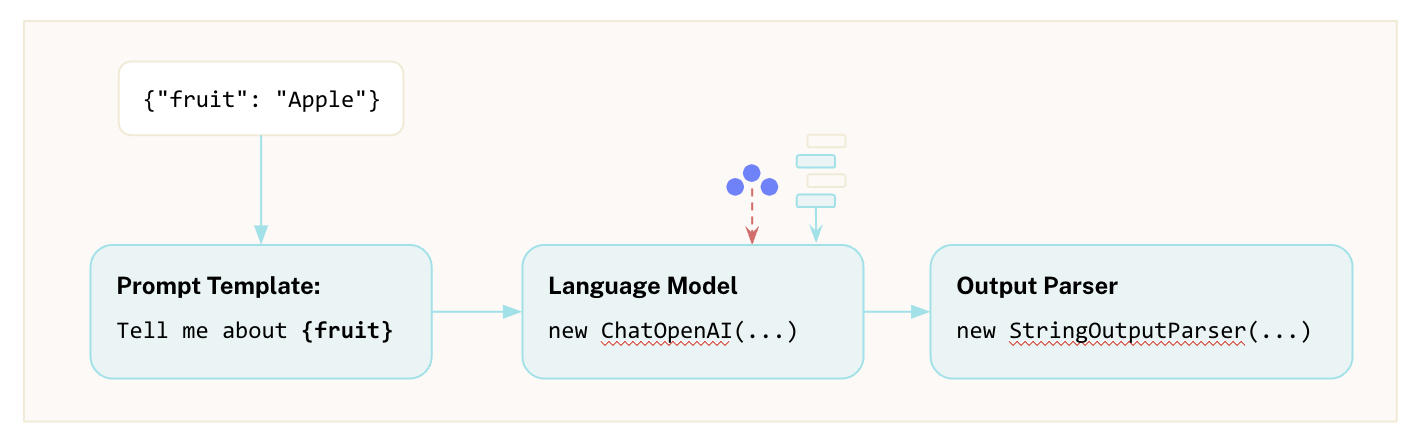 {"fruit": "Apple"}
Prompt Template:
Tell me about {fruit}
Language Model
new ChatOpenAI(...)
Output Parser
new StringOutputParser(...)